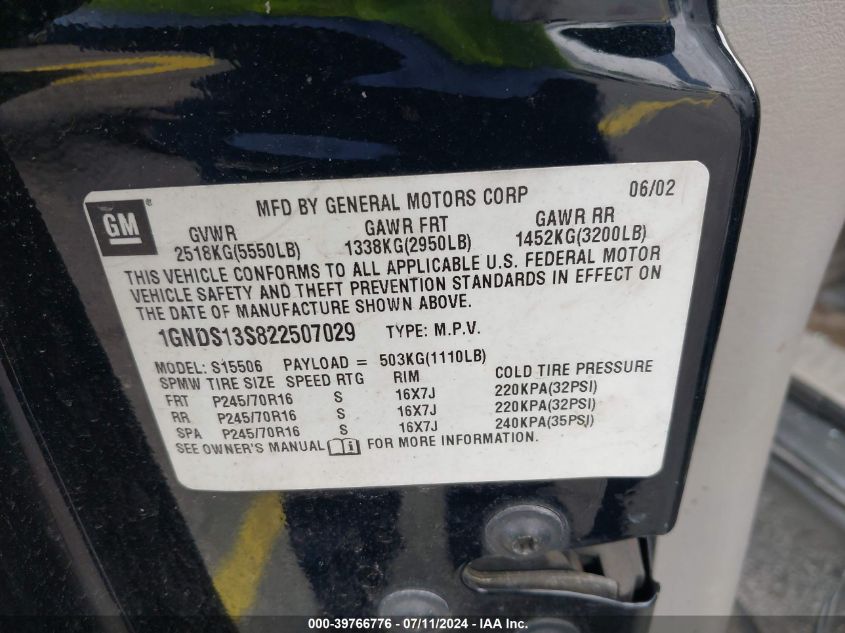 GM ®
MFD BY GENERAL MOTORS CORP 06/02
GVWR GAWR FRT GAWR RR
2518KG(5550LB) 1338KG(2950LB) 1452KG(3200LB)
THIS VEHICLE CONFORMS TO ALL APPLICABLE U.S. FEDERAL MOTOR
VEHICLE SAFETY AND THEFT PREVENTION STANDARDS IN EFFECT ON
THE DATE OF MANUFACTURE SHOWN ABOVE.
1GNDS13S822507029 TYPE: M.P.V.
MODEL: S15506 PAYLOAD = 503KG(1110LB)
SPMW TIRE SIZE SPEED RTG RIM COLD TIRE PRESSURE
FRT P245/70R16 S 16X7J 220KPA(32PSI)
RR P245/70R16 S 16X7J 220KPA(32PSI)
SPA P245/70R16 S 16X7J 240KPA(35PSI)
SEE OWNER'S MANUAL i FOR MORE INFORMATION.
000-39766776 - 07/11/2024 - IAA Inc.